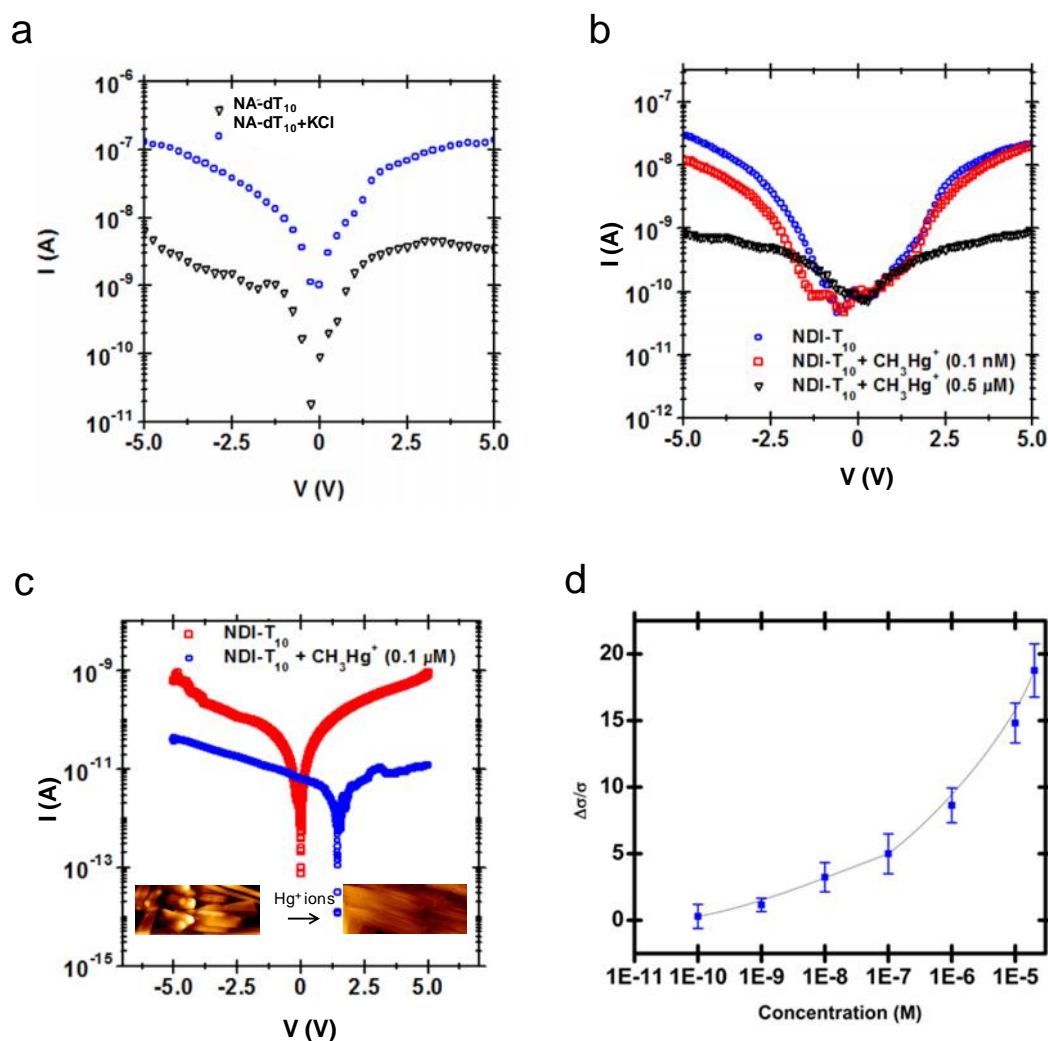 a
10⁻⁶
10⁻⁷
10⁻⁸
10⁻⁹
10⁻¹⁰
10⁻¹¹
I (A)
NA-dT₁₀
NA-dT₁₀+KCl
-5.0 -2.5 0 2.5 5.0
V (V)
b
10⁻⁷
10⁻⁸
10⁻⁹
10⁻¹⁰
10⁻¹¹
10⁻¹²
I (A)
NDI-T₁₀
NDI-T₁₀ + CH₃Hg⁺ (0.1 nM)
NDI-T₁₀ + CH₃Hg⁺ (0.5 µM)
-5.0 -2.5 0 2.5 5.0
V (V)
c
NDI-T₁₀
NDI-T₁₀ + CH₃Hg⁺ (0.1 µM)
10⁻⁹
10⁻¹¹
10⁻¹³
10⁻¹⁵
I (A)
Hg⁺ ions
-5.0 -2.5 0 2.5 5.0
V (V)
d
20
15
10
5
0
Δσ/σ
1E-11 1E-10 1E-9 1E-8 1E-7 1E-6 1E-5
Concentration (M)